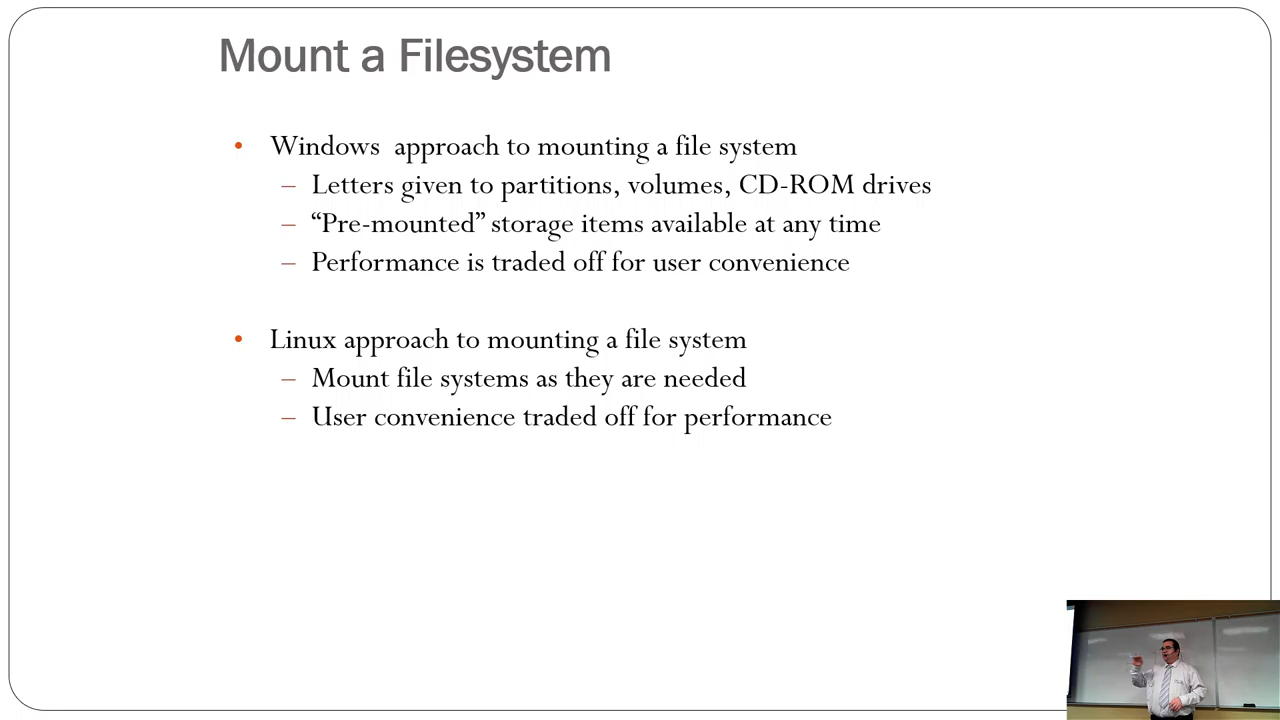 Mount a Filesystem
• Windows approach to mounting a file system
– Letters given to partitions, volumes, CD-ROM drives
– “Pre-mounted” storage items available at any time
– Performance is traded off for user convenience
• Linux approach to mounting a file system
– Mount file systems as they are needed
– User convenience traded off for performance